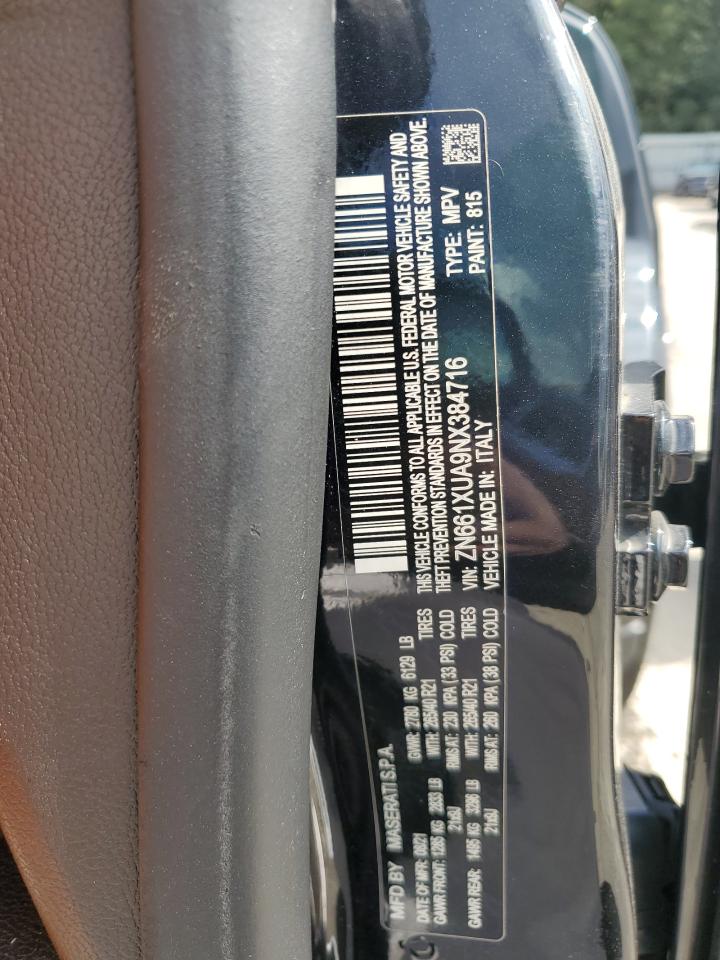 MFD BY MASERATI S.P.A.
DATE OF MFR: 09/21 GVWR: 2780 KG 6129 LB
GAWR FRONT: 1285 KG 2833 LB WITH: 265/40 R21 TIRES
21x9J RIMS AT: 230 KPA (33 PSI) COLD
GAWR REAR: 1495 KG 3296 LB WITH: 265/40 R21 TIRES
21x9J RIMS AT: 260 KPA (38 PSI) COLD
THIS VEHICLE CONFORMS TO ALL APPLICABLE U.S. FEDERAL MOTOR VEHICLE SAFETY AND
THEFT PREVENTION STANDARDS IN EFFECT ON THE DATE OF MANUFACTURE SHOWN ABOVE.
VIN: ZN661XUA9NX384716 TYPE: MPV
VEHICLE MADE IN: ITALY PAINT: 815